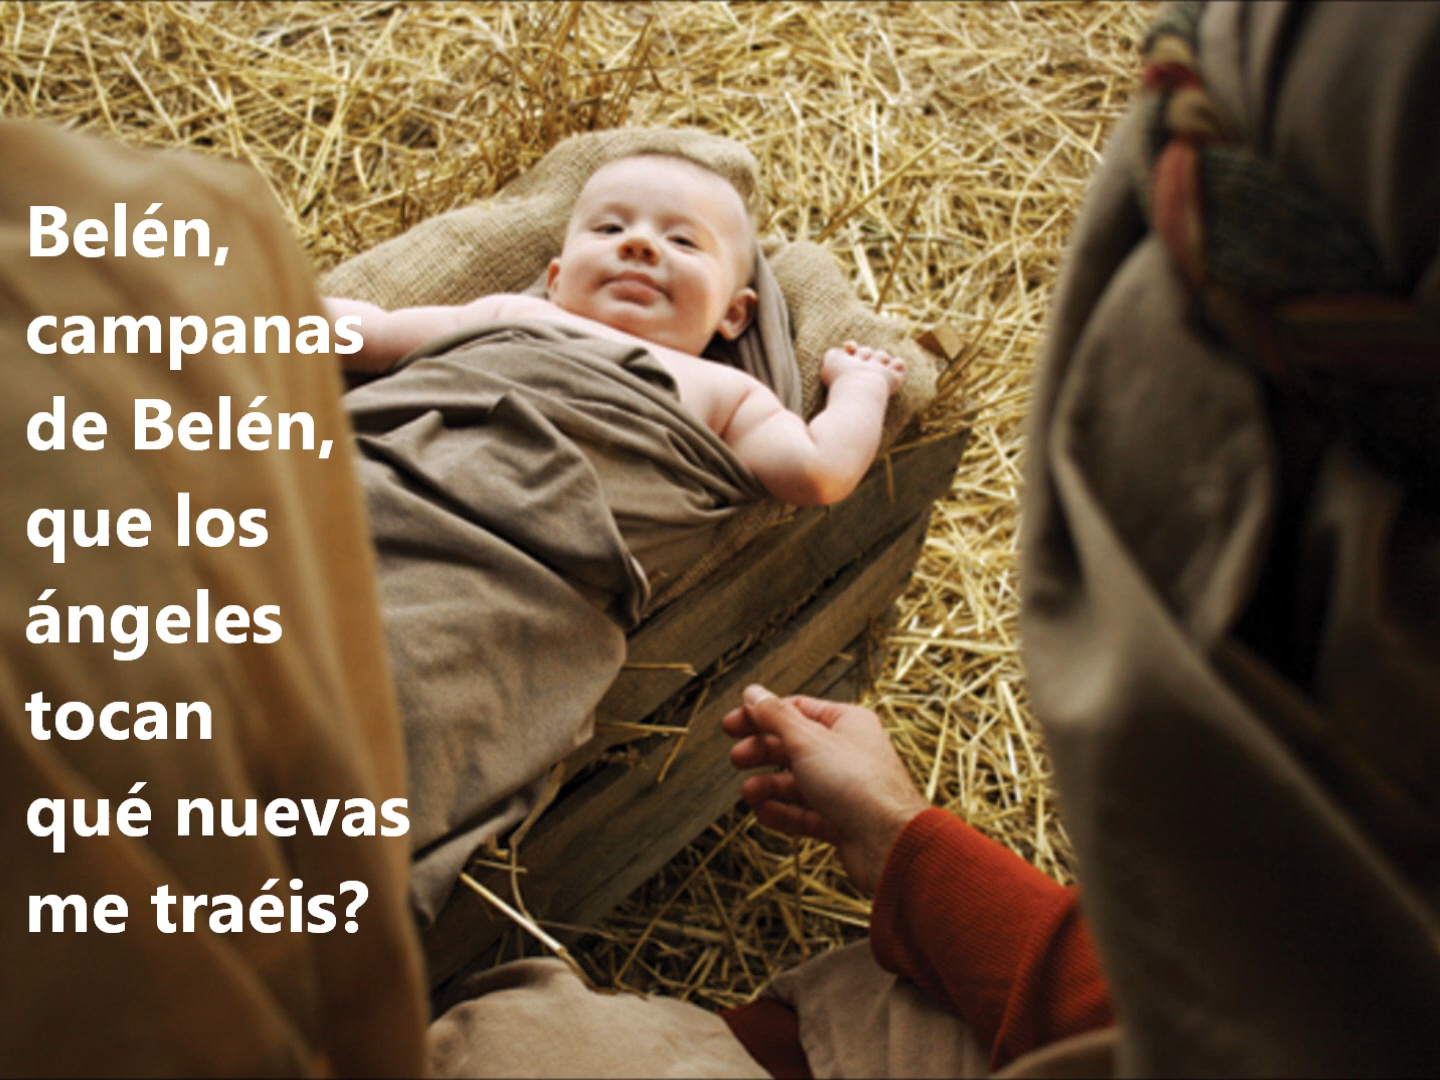 Belén,
campanas
de Belén,
que los
ángeles
tocan
qué nuevas
me traéis?